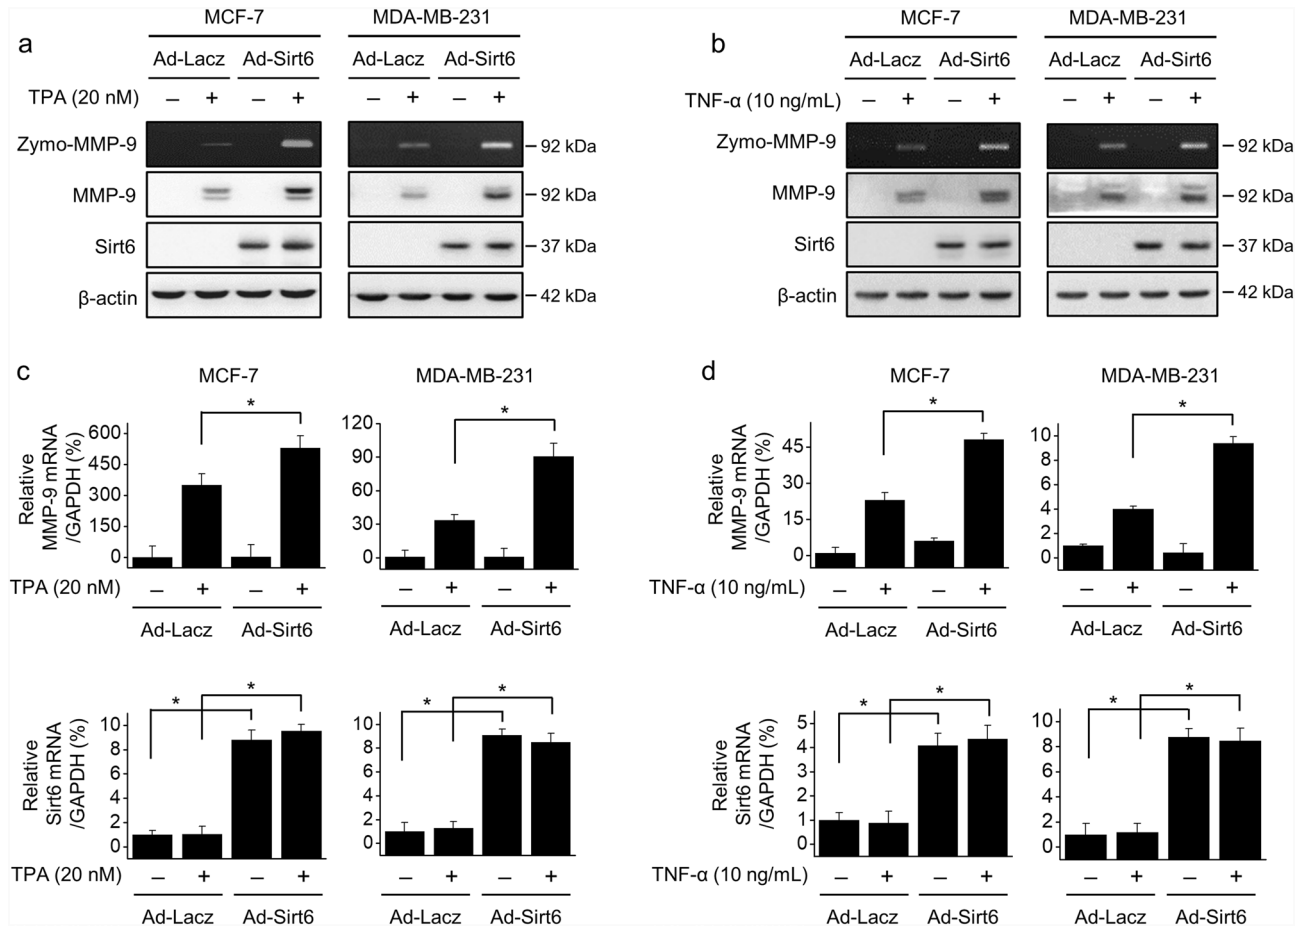 a
MCF-7 MDA-MB-231
Ad-Lacz Ad-Sirt6 Ad-Lacz Ad-Sirt6
TPA (20 nM) – + – + – + – +
Zymo-MMP-9 92 kDa
MMP-9 92 kDa
Sirt6 37 kDa
β-actin 42 kDa
b
MCF-7 MDA-MB-231
Ad-Lacz Ad-Sirt6 Ad-Lacz Ad-Sirt6
TNF-α (10 ng/mL) – + – + – + – +
Zymo-MMP-9 92 kDa
MMP-9 92 kDa
Sirt6 37 kDa
β-actin 42 kDa
c
MCF-7
Relative
MMP-9 mRNA
/GAPDH (%)
600
450
300
150
0
*
MDA-MB-231
120
90
60
30
0
*
TPA (20 nM) – + – + – + – +
Ad-Lacz Ad-Sirt6 Ad-Lacz Ad-Sirt6
Relative
Sirt6 mRNA
/GAPDH (%)
10
8
6
4
2
0
* *
10
8
6
4
2
0
* *
TPA (20 nM) – + – + – + – +
Ad-Lacz Ad-Sirt6 Ad-Lacz Ad-Sirt6
d
MCF-7
Relative
MMP-9 mRNA
/GAPDH (%)
45
30
15
0
*
MDA-MB-231
10
8
6
4
2
0
*
TNF-α (10 ng/mL) – + – + – + – +
Ad-Lacz Ad-Sirt6 Ad-Lacz Ad-Sirt6
Relative
Sirt6 mRNA
/GAPDH (%)
5
4
3
2
1
0
* *
10
8
6
4
2
0
* *
TNF-α (10 ng/mL) – + – + – + – +
Ad-Lacz Ad-Sirt6 Ad-Lacz Ad-Sirt6